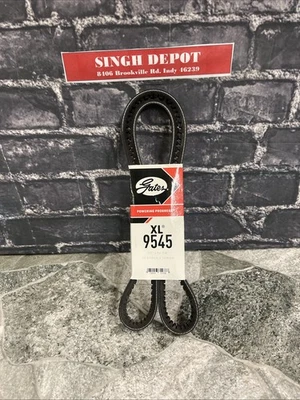 SINGH DEPOT
8406 Brookville Rd. Indy 46239
Gates
XL®
9545